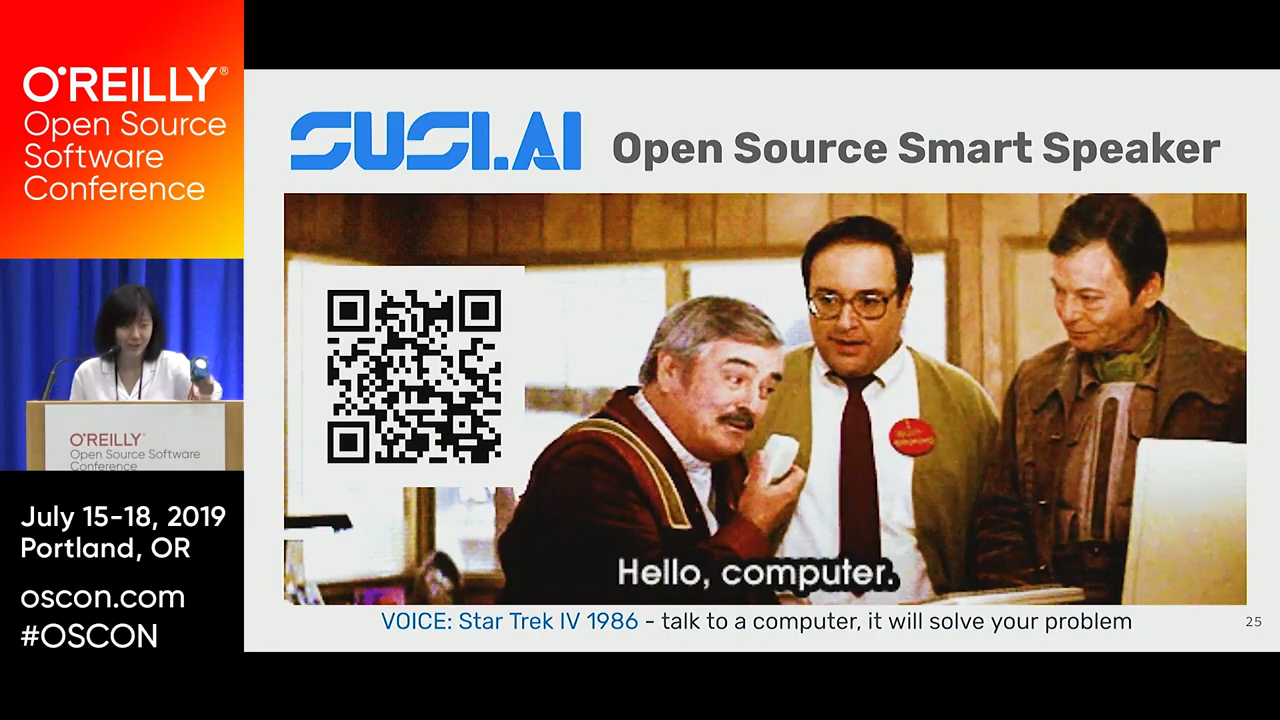 O'REILLY®
Open Source
Software
Conference
O'REILLY
Open Source Software
Conference
July 15-18, 2019
Portland, OR
oscon.com
#OSCON
SUSI.AI Open Source Smart Speaker
Hello, computer.
VOICE: Star Trek IV 1986 - talk to a computer, it will solve your problem
25